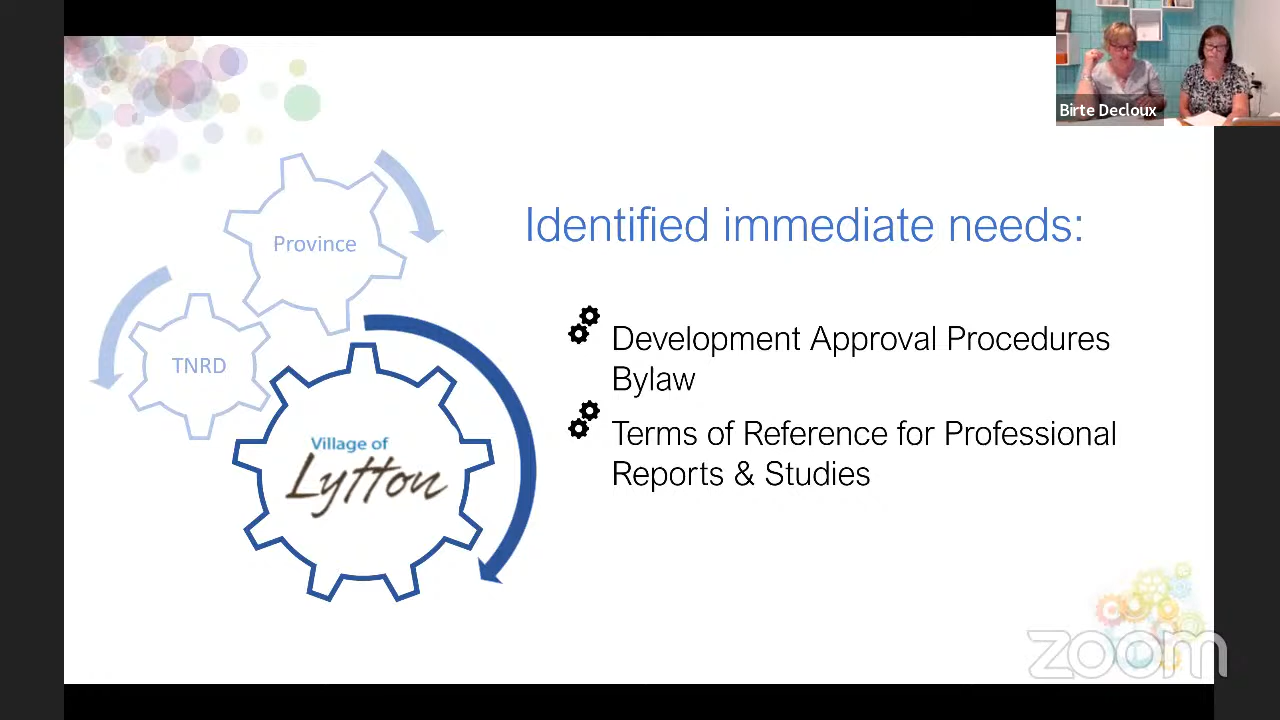 Birte Decloux
Province
TNRD
Village of
Lytton
Identified immediate needs:
Development Approval Procedures
Bylaw
Terms of Reference for Professional
Reports & Studies
zoom